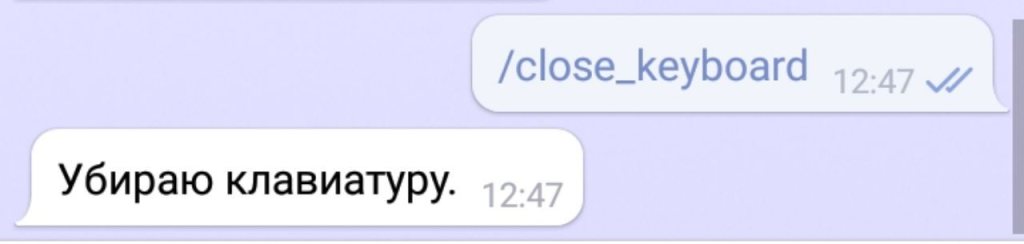 /close_keyboard 12:47
Убираю клавиатуру. 12:47